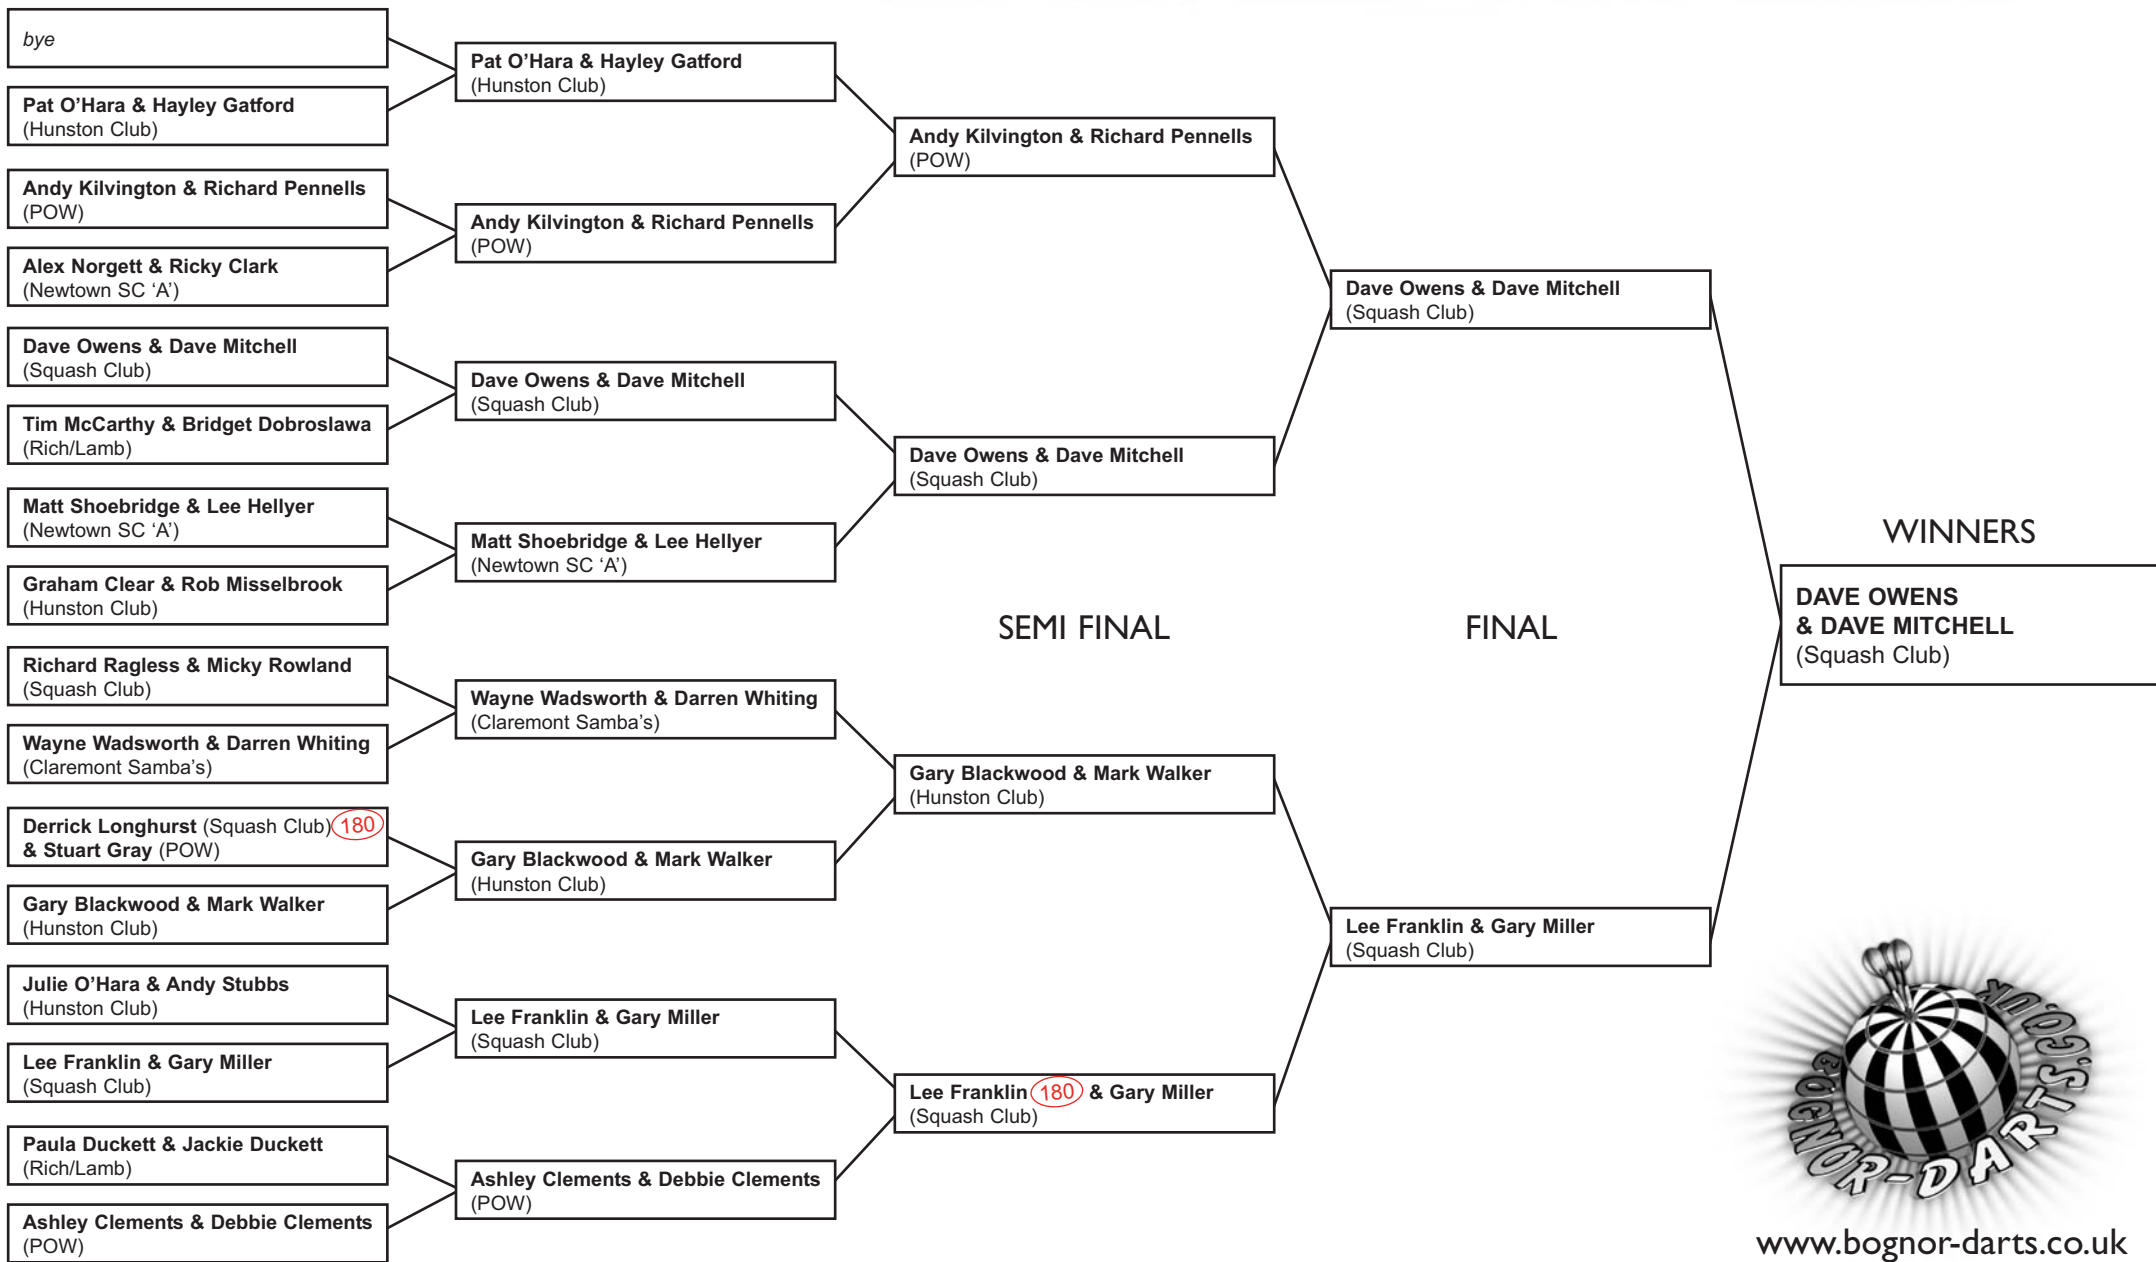 bye
Pat O’Hara & Hayley Gatford
(Hunston Club)
Andy Kilvington & Richard Pennells
(POW)
Alex Norgett & Ricky Clark
(Newtown SC ‘A’)
Dave Owens & Dave Mitchell
(Squash Club)
Tim McCarthy & Bridget Dobroslawa
(Rich/Lamb)
Matt Shoebridge & Lee Hellyer
(Newtown SC ‘A’)
Graham Clear & Rob Misselbrook
(Hunston Club)
Richard Ragless & Micky Rowland
(Squash Club)
Wayne Wadsworth & Darren Whiting
(Claremont Samba’s)
Derrick Longhurst (Squash Club) 180
& Stuart Gray (POW)
Gary Blackwood & Mark Walker
(Hunston Club)
Julie O’Hara & Andy Stubbs
(Hunston Club)
Lee Franklin & Gary Miller
(Squash Club)
Paula Duckett & Jackie Duckett
(Rich/Lamb)
Ashley Clements & Debbie Clements
(POW)
Pat O’Hara & Hayley Gatford
(Hunston Club)
Andy Kilvington & Richard Pennells
(POW)
Dave Owens & Dave Mitchell
(Squash Club)
Matt Shoebridge & Lee Hellyer
(Newtown SC ‘A’)
Wayne Wadsworth & Darren Whiting
(Claremont Samba’s)
Gary Blackwood & Mark Walker
(Hunston Club)
Lee Franklin & Gary Miller
(Squash Club)
Ashley Clements & Debbie Clements
(POW)
Andy Kilvington & Richard Pennells
(POW)
Dave Owens & Dave Mitchell
(Squash Club)
SEMI FINAL
Gary Blackwood & Mark Walker
(Hunston Club)
Lee Franklin 180 & Gary Miller
(Squash Club)
Dave Owens & Dave Mitchell
(Squash Club)
FINAL
Lee Franklin & Gary Miller
(Squash Club)
WINNERS
DAVE OWENS
& DAVE MITCHELL
(Squash Club)
BOGNOR-DARTS.CO.UK
www.bognor-darts.co.uk